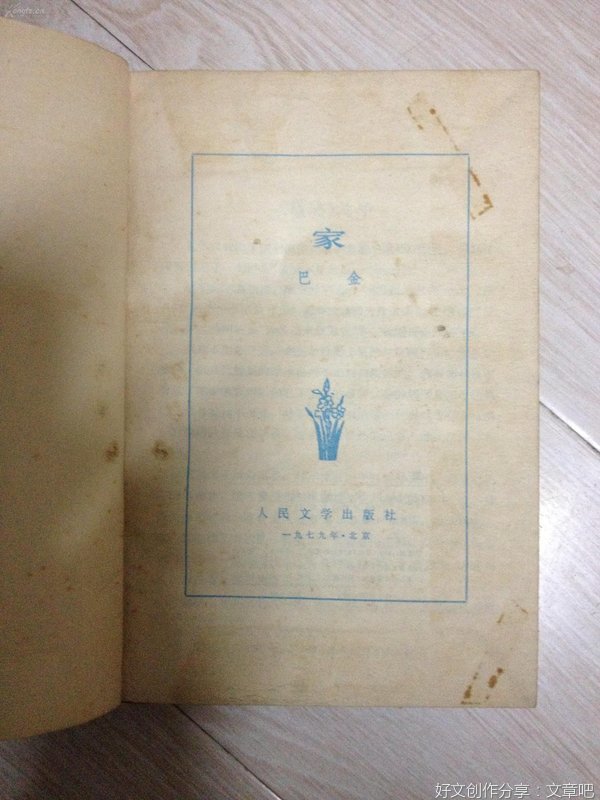 家
巴 金
人民文学出版社
一九七九年·北京
好文创作分享：文章吧